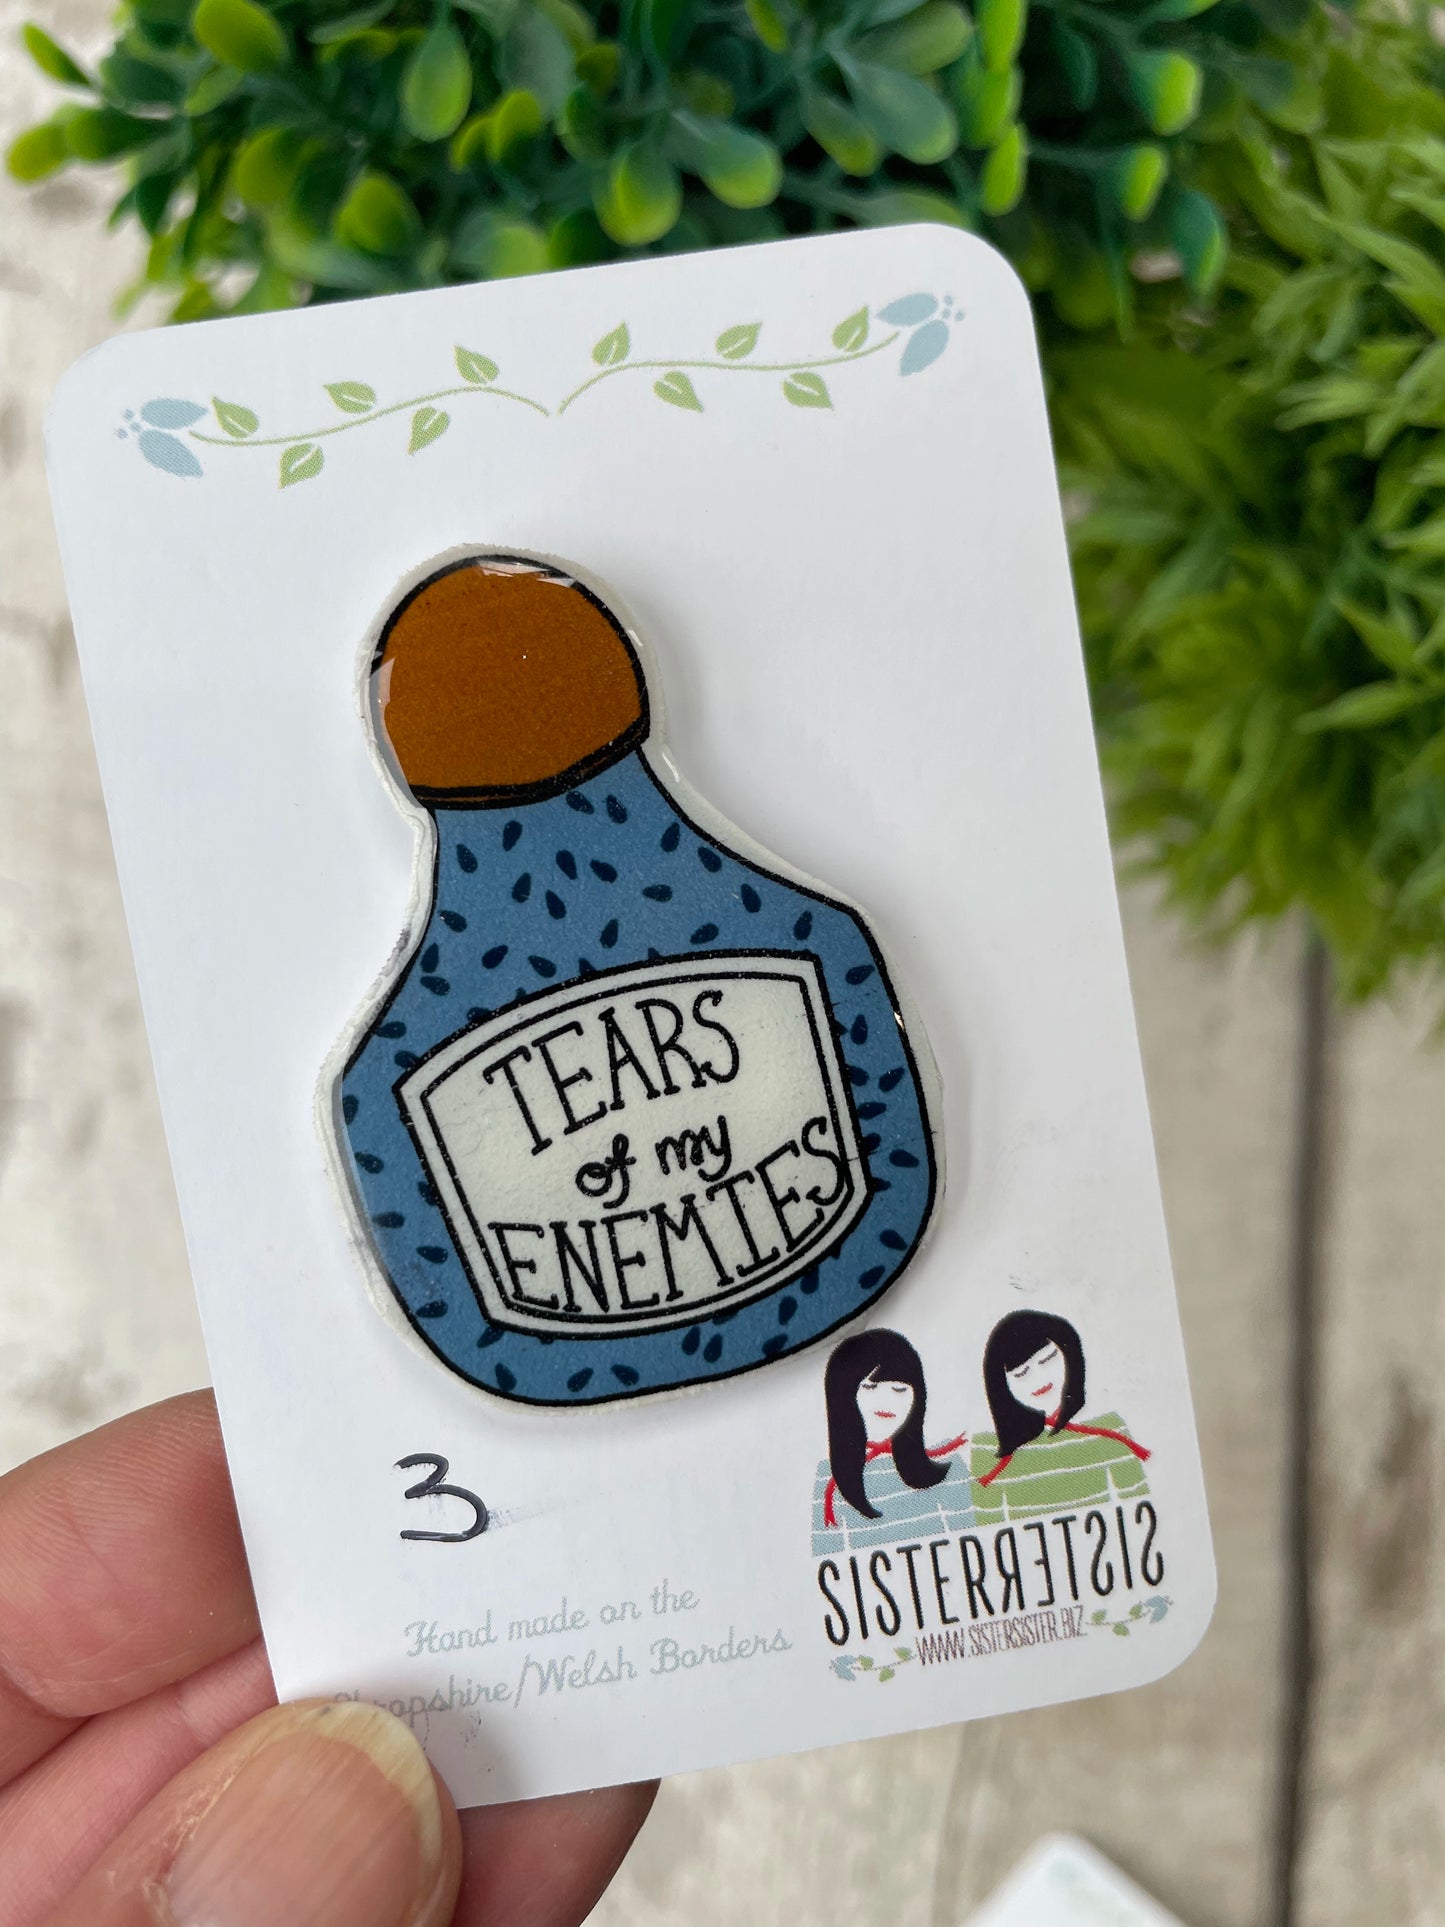 TEARS
of my
ENEMIES
3
Hand made on the
Shropshire/Welsh Borders
SISTERSISTER
WWW.SISTERSISTER.BIZ